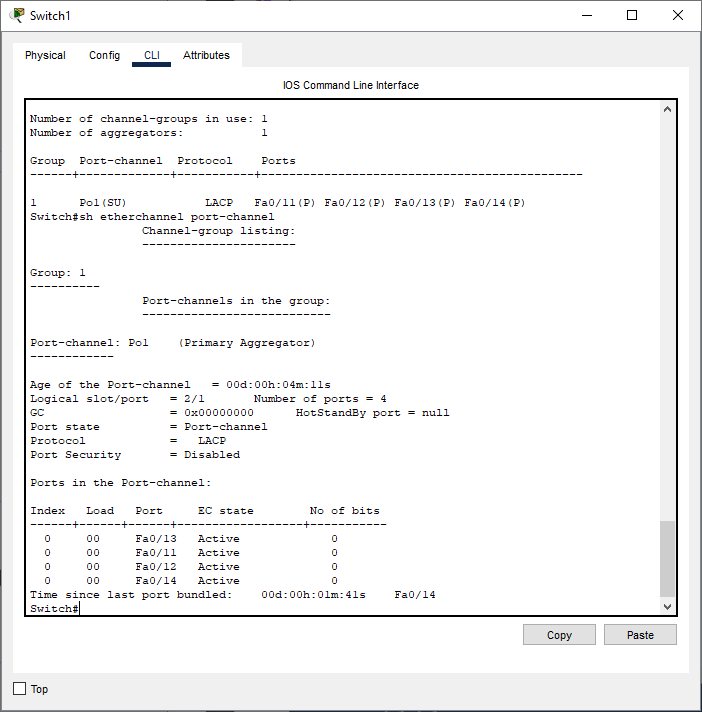 Switch1
Physical Config CLI Attributes
IOS Command Line Interface
Number of channel-groups in use: 1
Number of aggregators:           1
Group  Port-channel  Protocol    Ports
------+-------------+-----------+----------------------------------------------
1      Po1(SU)           LACP   Fa0/11(P) Fa0/12(P) Fa0/13(P) Fa0/14(P)
Switch#sh etherchannel port-channel
                Channel-group listing:
                ----------------------
Group: 1
----------
                Port-channels in the group:
                ---------------------------
Port-channel: Po1    (Primary Aggregator)
------------
Age of the Port-channel   = 00d:00h:04m:11s
Logical slot/port   = 2/1       Number of ports = 4
GC                  = 0x00000000      HotStandBy port = null
Port state          = Port-channel
Protocol            =   LACP
Port Security       = Disabled
Ports in the Port-channel:
Index   Load   Port     EC state        No of bits
------+------+------+------------------+-----------
  0     00     Fa0/13   Active             0
  0     00     Fa0/11   Active             0
  0     00     Fa0/12   Active             0
  0     00     Fa0/14   Active             0
Time since last port bundled:    00d:00h:01m:41s    Fa0/14
Switch#
Copy Paste
Top